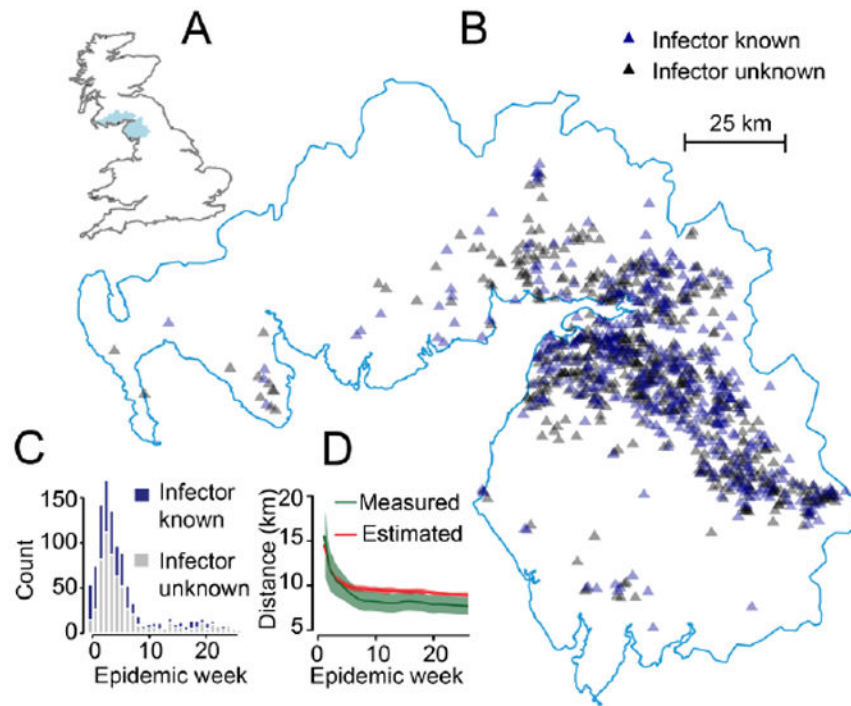 A
B
Infector known
Infector unknown
25 km
C
Infector
known
Infector
unknown
150
100
50
0
Count
0 10 20
Epidemic week
D
Measured
Estimated
20
15
10
5
Distance (km)
0 10 20
Epidemic week